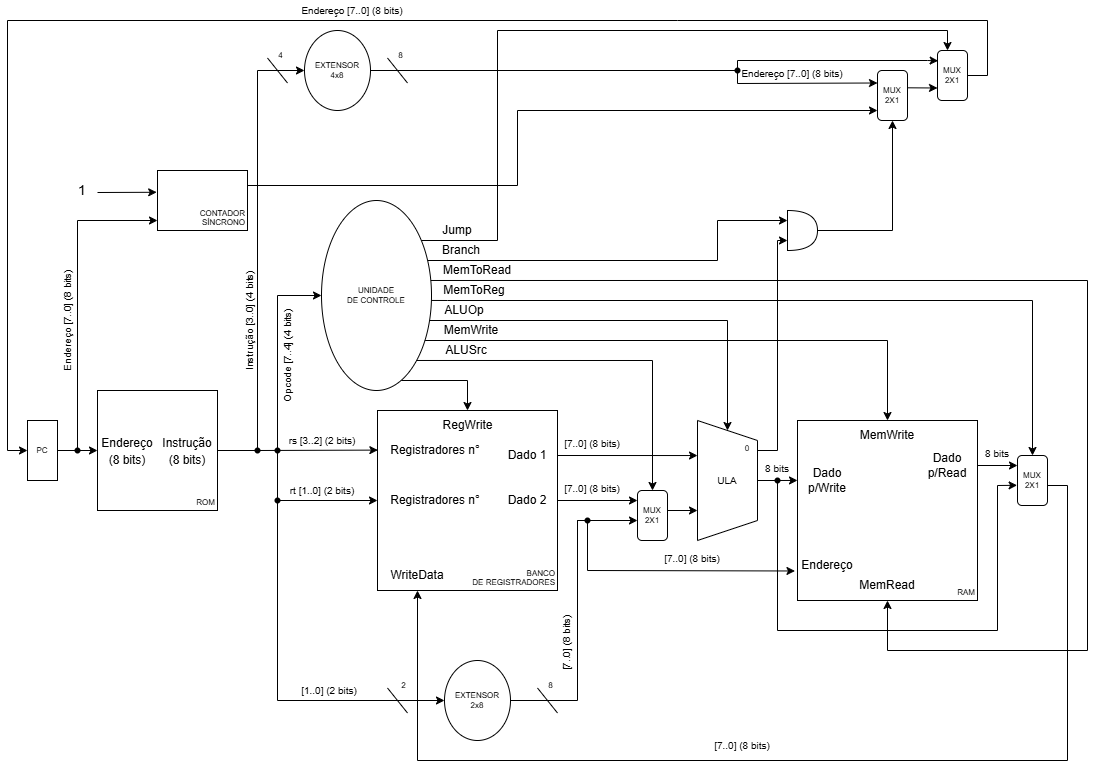 Endereço [7..0] (8 bits)
4
EXTENSOR
4x8
8
Endereço [7..0] (8 bits)
MUX
2X1
MUX
2X1
1
CONTADOR
SÍNCRONO
Endereço [7..0] (8 bits)
Instrução [3..0] (4 bits)
Opcode [7..4] (4 bits)
UNIDADE
DE CONTROLE
Jump
Branch
MemToRead
MemToReg
ALUOp
MemWrite
ALUSrc
PC
Endereço
(8 bits)
Instrução
(8 bits)
ROM
rs [3..2] (2 bits)
rt [1..0] (2 bits)
RegWrite
Registradores n°
Dado 1
Registradores n°
Dado 2
WriteData
BANCO
DE REGISTRADORES
[7..0] (8 bits)
[7..0] (8 bits)
MUX
2X1
[7..0] (8 bits)
0
ULA
8 bits
MemWrite
Dado
p/Write
Dado
p/Read
Endereço
MemRead
RAM
8 bits
MUX
2X1
[7..0] (8 bits)
[1..0] (2 bits)
2
EXTENSOR
2x8
8
[7..0] (8 bits)